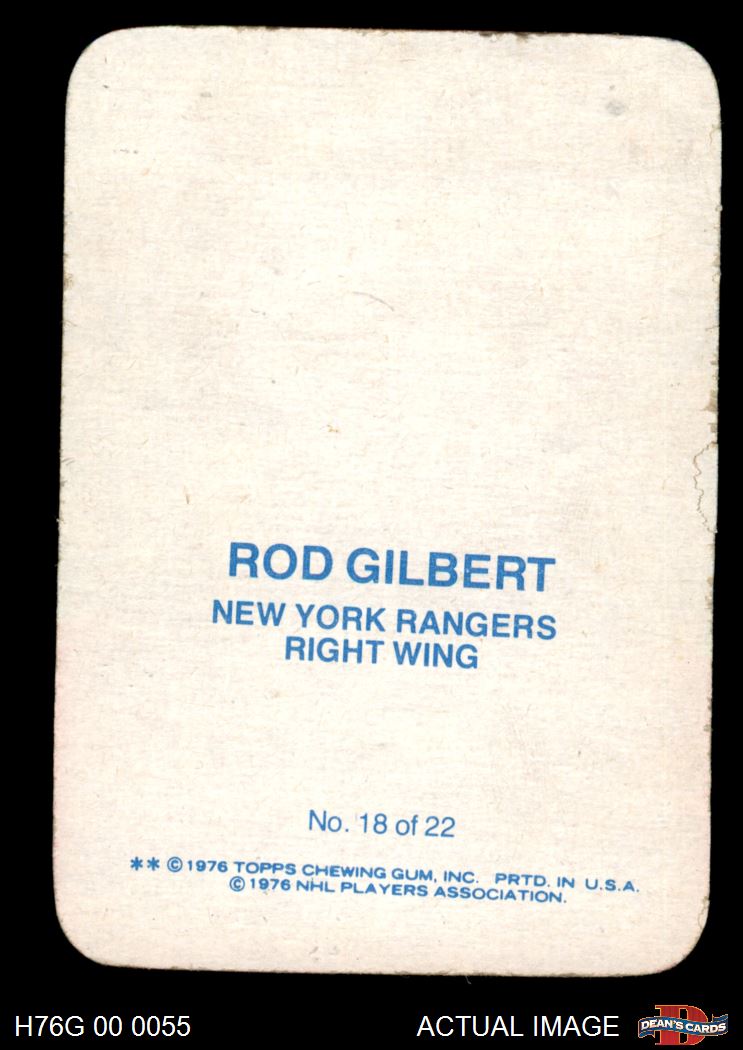 ROD GILBERT
NEW YORK RANGERS
RIGHT WING
No. 18 of 22
** © 1976 TOPPS CHEWING GUM, INC. PRTD. IN U.S.A.
© 1976 NHL PLAYERS ASSOCIATION.
H76G 00 0055 ACTUAL IMAGE D DEAN'S CARDS